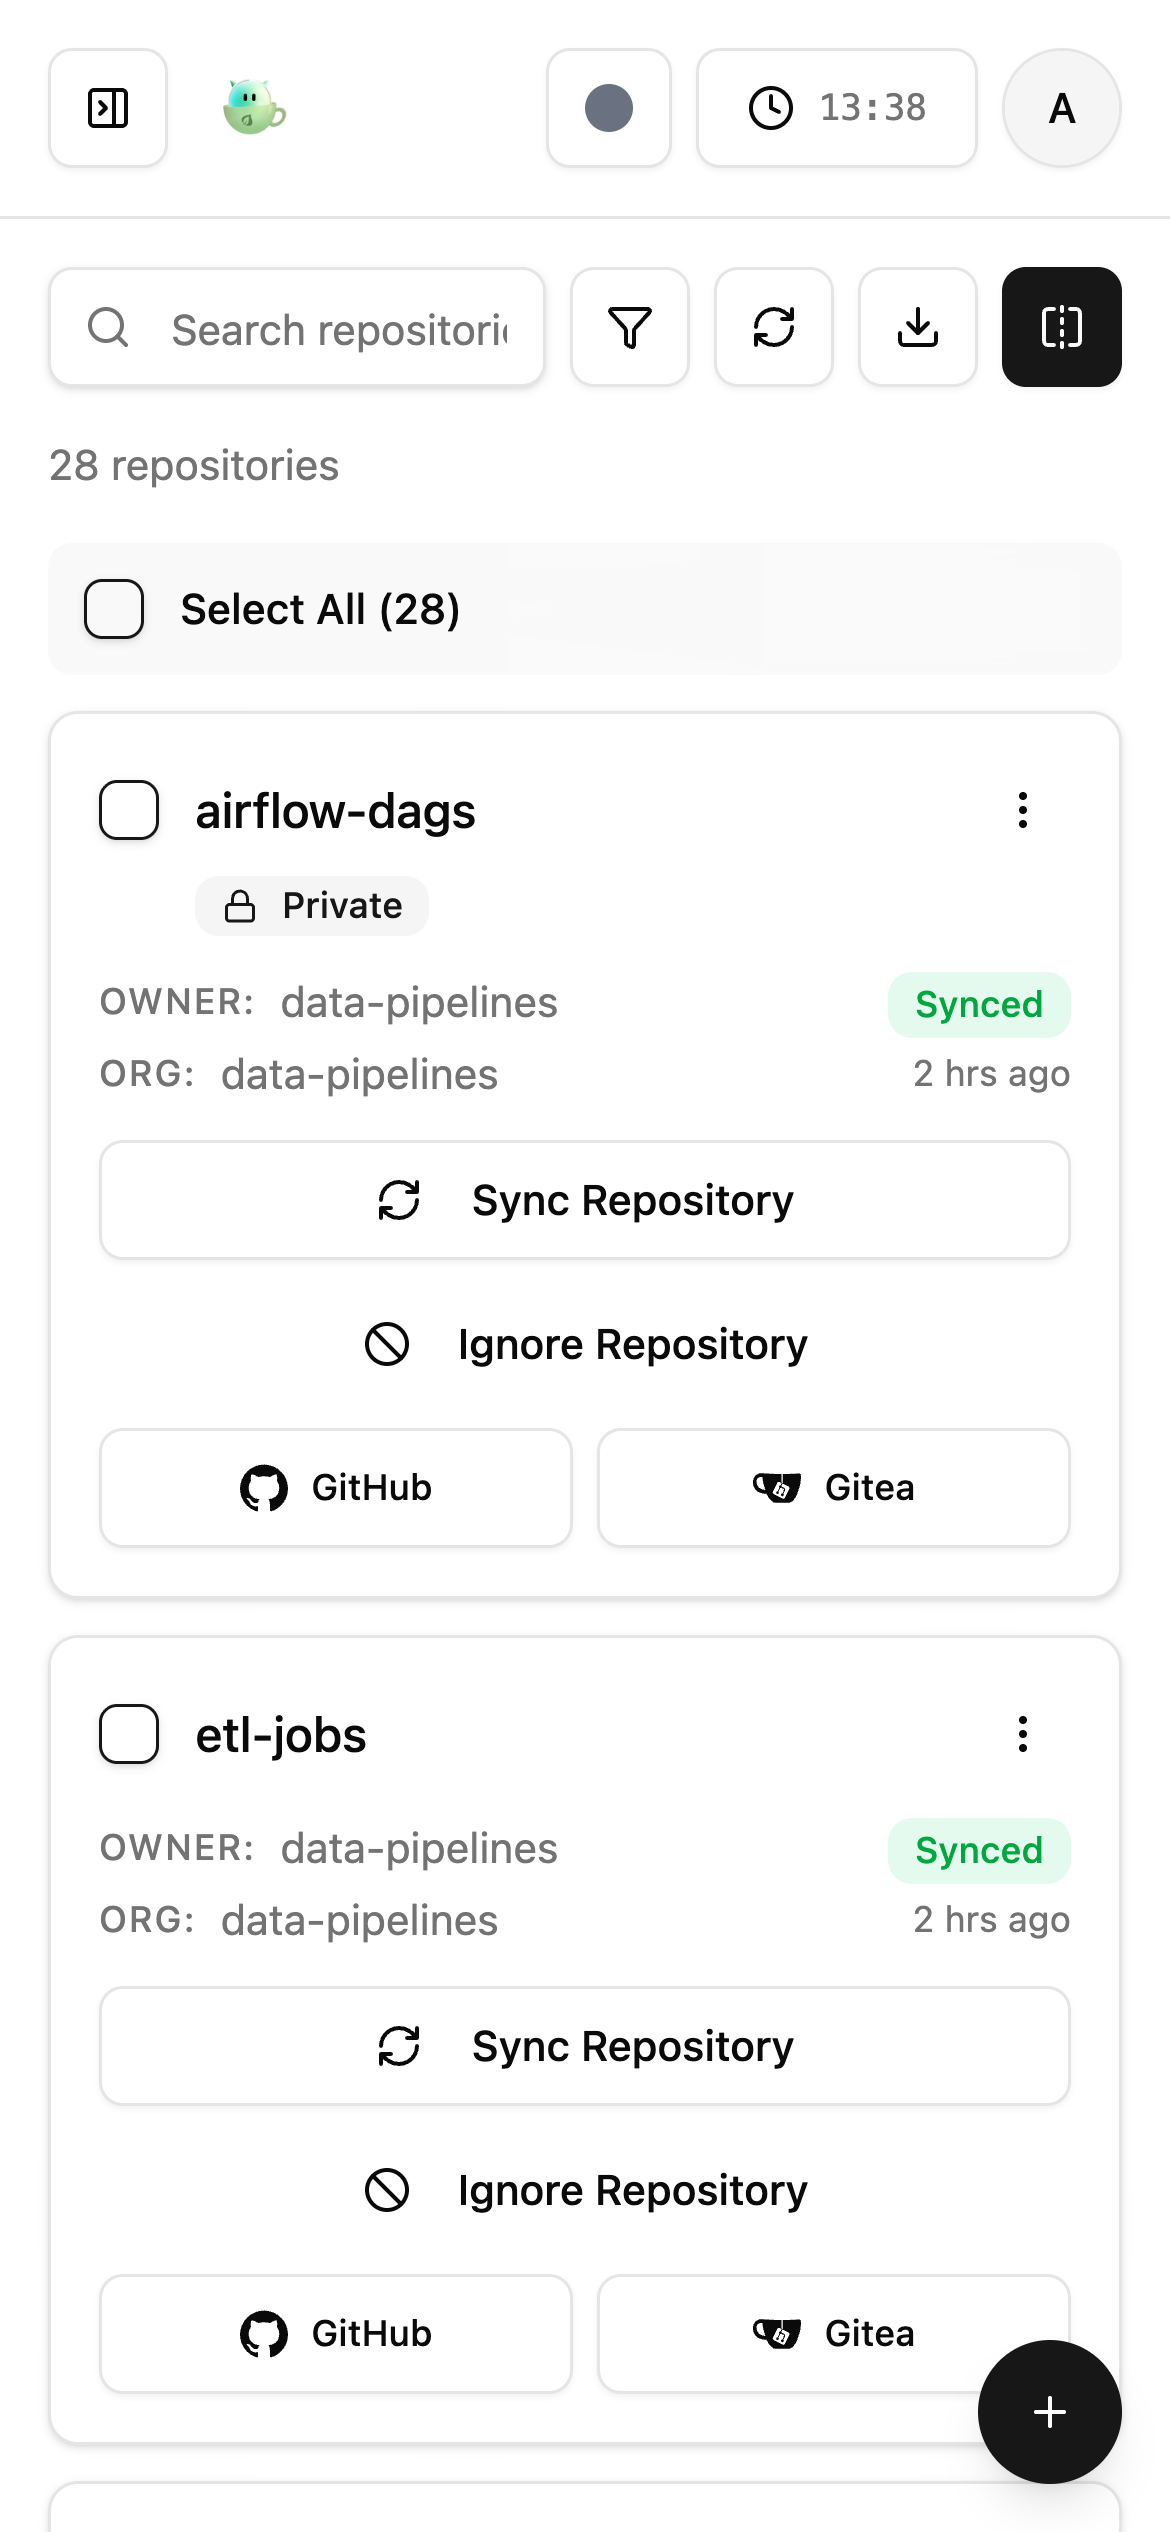 13:38
A
Search repositori
28 repositories
Select All (28)
airflow-dags
Private
OWNER: data-pipelines
Synced
ORG: data-pipelines
2 hrs ago
Sync Repository
Ignore Repository
GitHub
Gitea
etl-jobs
OWNER: data-pipelines
Synced
ORG: data-pipelines
2 hrs ago
Sync Repository
Ignore Repository
GitHub
Gitea